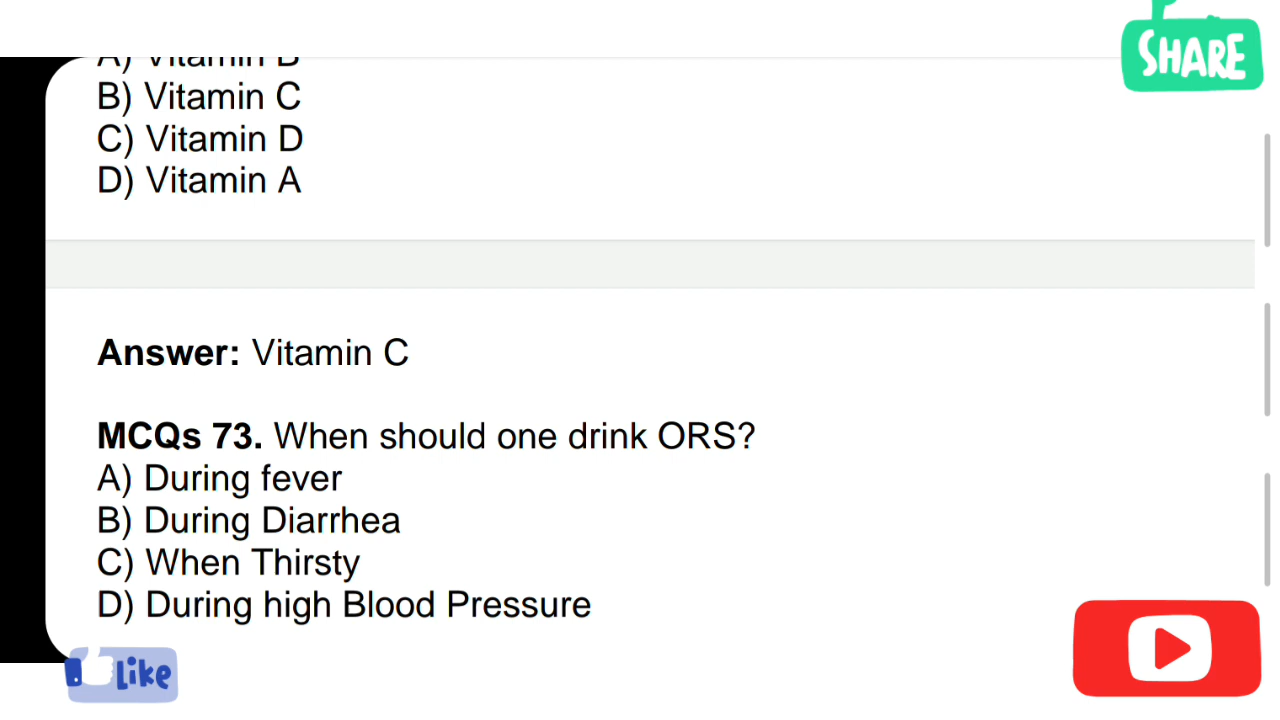 SHARE
A) Vitamin B
B) Vitamin C
C) Vitamin D
D) Vitamin A
Answer: Vitamin C
MCQs 73. When should one drink ORS?
A) During fever
B) During Diarrhea
C) When Thirsty
D) During high Blood Pressure
like